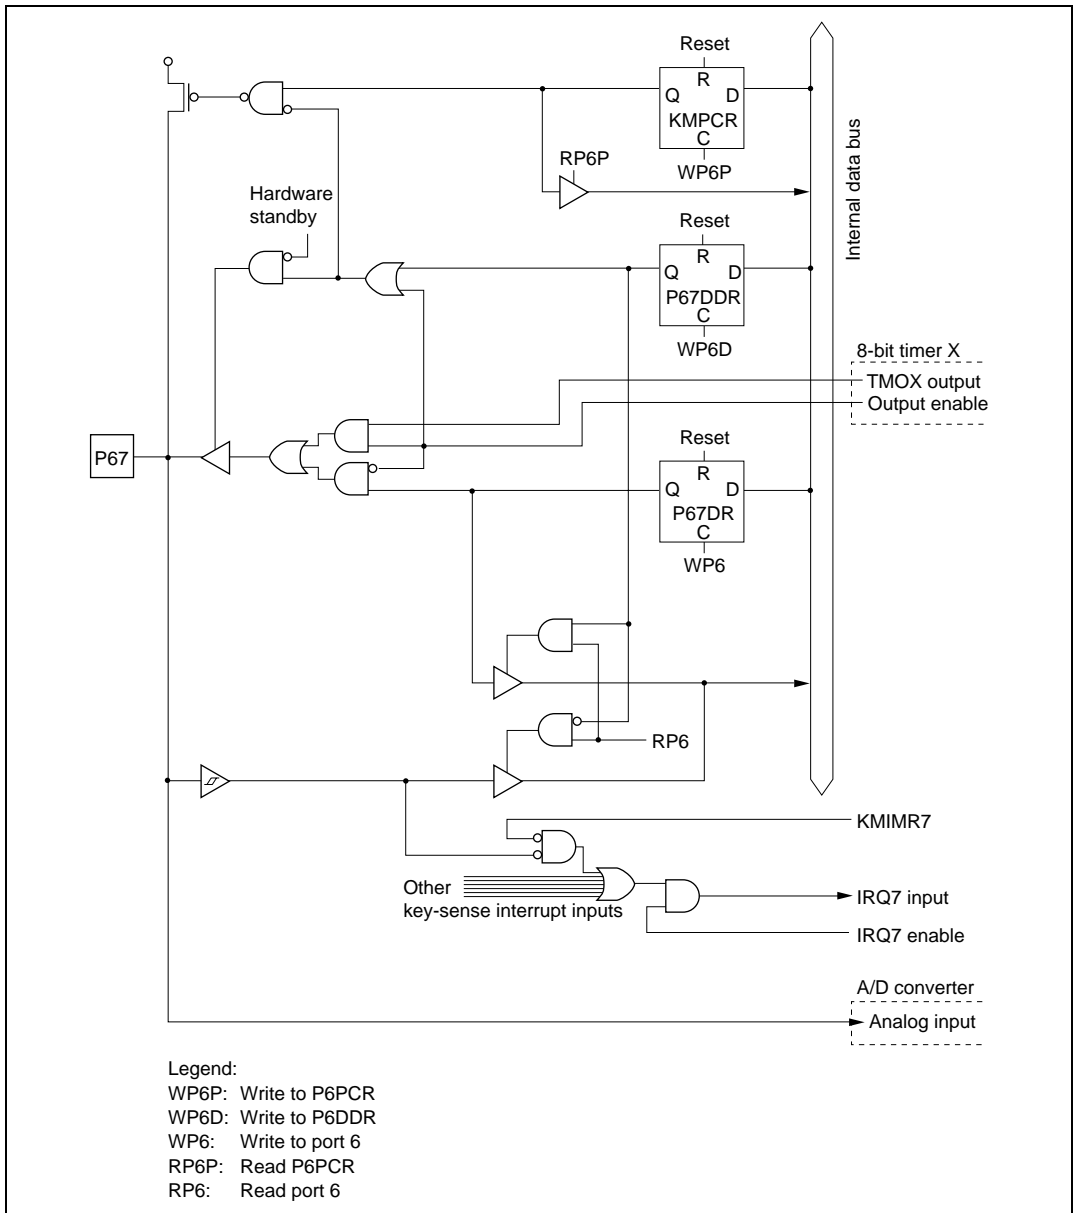 Reset
R
Q D
KMPCR
C
WP6P
RP6P
Hardware
standby
Internal data bus
Reset
R
Q D
P67DDR
C
WP6D
8-bit timer X
TMOX output
Output enable
P67
Reset
R
Q D
P67DR
C
WP6
RP6
KMIMR7
Other
key-sense interrupt inputs
IRQ7 input
IRQ7 enable
A/D converter
Analog input
Legend:
WP6P: Write to P6PCR
WP6D: Write to P6DDR
WP6: Write to port 6
RP6P: Read P6PCR
RP6: Read port 6